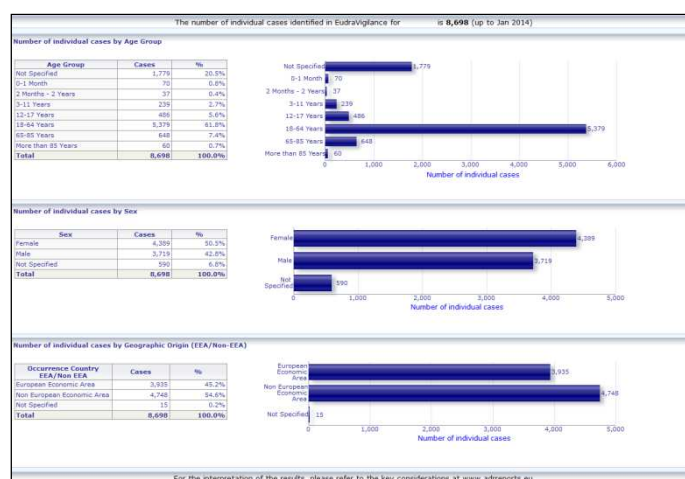 The number of individual cases identified in EudraVigilance for is 8,698 (up to Jan 2014)
Number of individual cases by Age Group
Age Group Cases %
Not Specified 1,779 20.5%
0-1 Month 70 0.8%
2 Months - 2 Years 37 0.4%
3-11 Years 239 2.7%
12-17 Years 486 5.6%
18-64 Years 5,379 61.8%
65-85 Years 648 7.4%
More than 85 Years 60 0.7%
Total 8,698 100.0%
Not Specified 1,779
0-1 Month 70
2 Months - 2 Years 37
3-11 Years 239
12-17 Years 486
18-64 Years 5,379
65-85 Years 648
More than 85 Years 60
0 1,000 2,000 3,000 4,000 5,000 6,000
Number of individual cases
Number of individual cases by Sex
Sex Cases %
Female 4,389 50.5%
Male 3,719 42.8%
Not Specified 590 6.8%
Total 8,698 100.0%
Female 4,389
Male 3,719
Not
Specified 590
0 1,000 2,000 3,000 4,000 5,000
Number of individual cases
Number of individual cases by Geographic Origin (EEA/Non-EEA)
Occurrence Country
EEA/Non EEA Cases %
European Economic Area 3,935 45.2%
Non European Economic Area 4,748 54.6%
Not Specified 15 0.2%
Total 8,698 100.0%
European
Economic
Area 3,935
Non European
Economic
Area 4,748
Not Specified 15
0 1,000 2,000 3,000 4,000 5,000
Number of individual cases
For the interpretation of the results, please refer to the key considerations at www.adrreports.eu